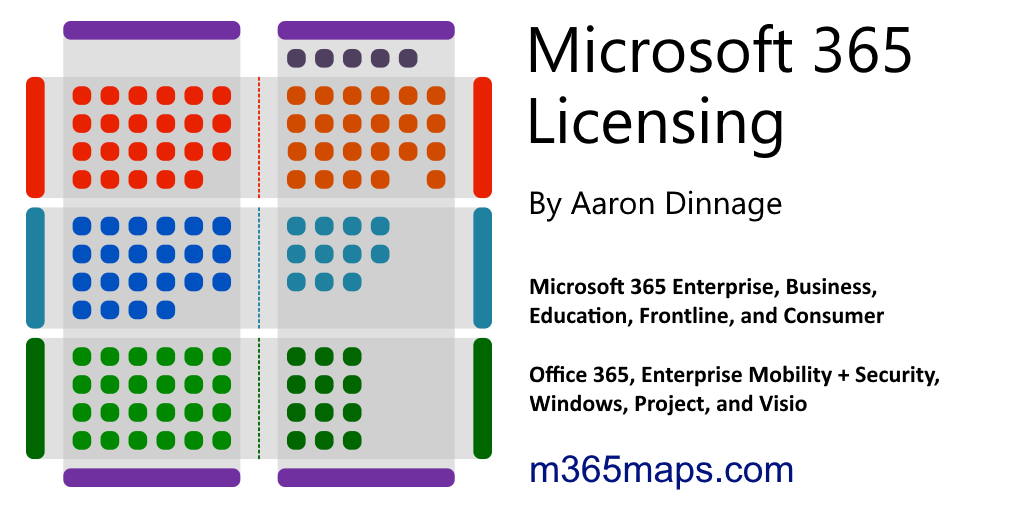 Microsoft 365
Licensing
By Aaron Dinnage
Microsoft 365 Enterprise, Business,
Education, Frontline, and Consumer
Office 365, Enterprise Mobility + Security,
Windows, Project, and Visio
m365maps.com